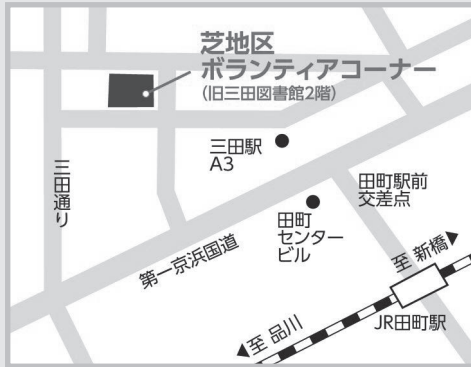 芝地区
ボランティアコーナー
(旧三田図書館2階)
三田駅
A3
三田通り
田町駅前
交差点
田町
センター
ビル
第一京浜国道
至 新橋
至 品川
JR田町駅